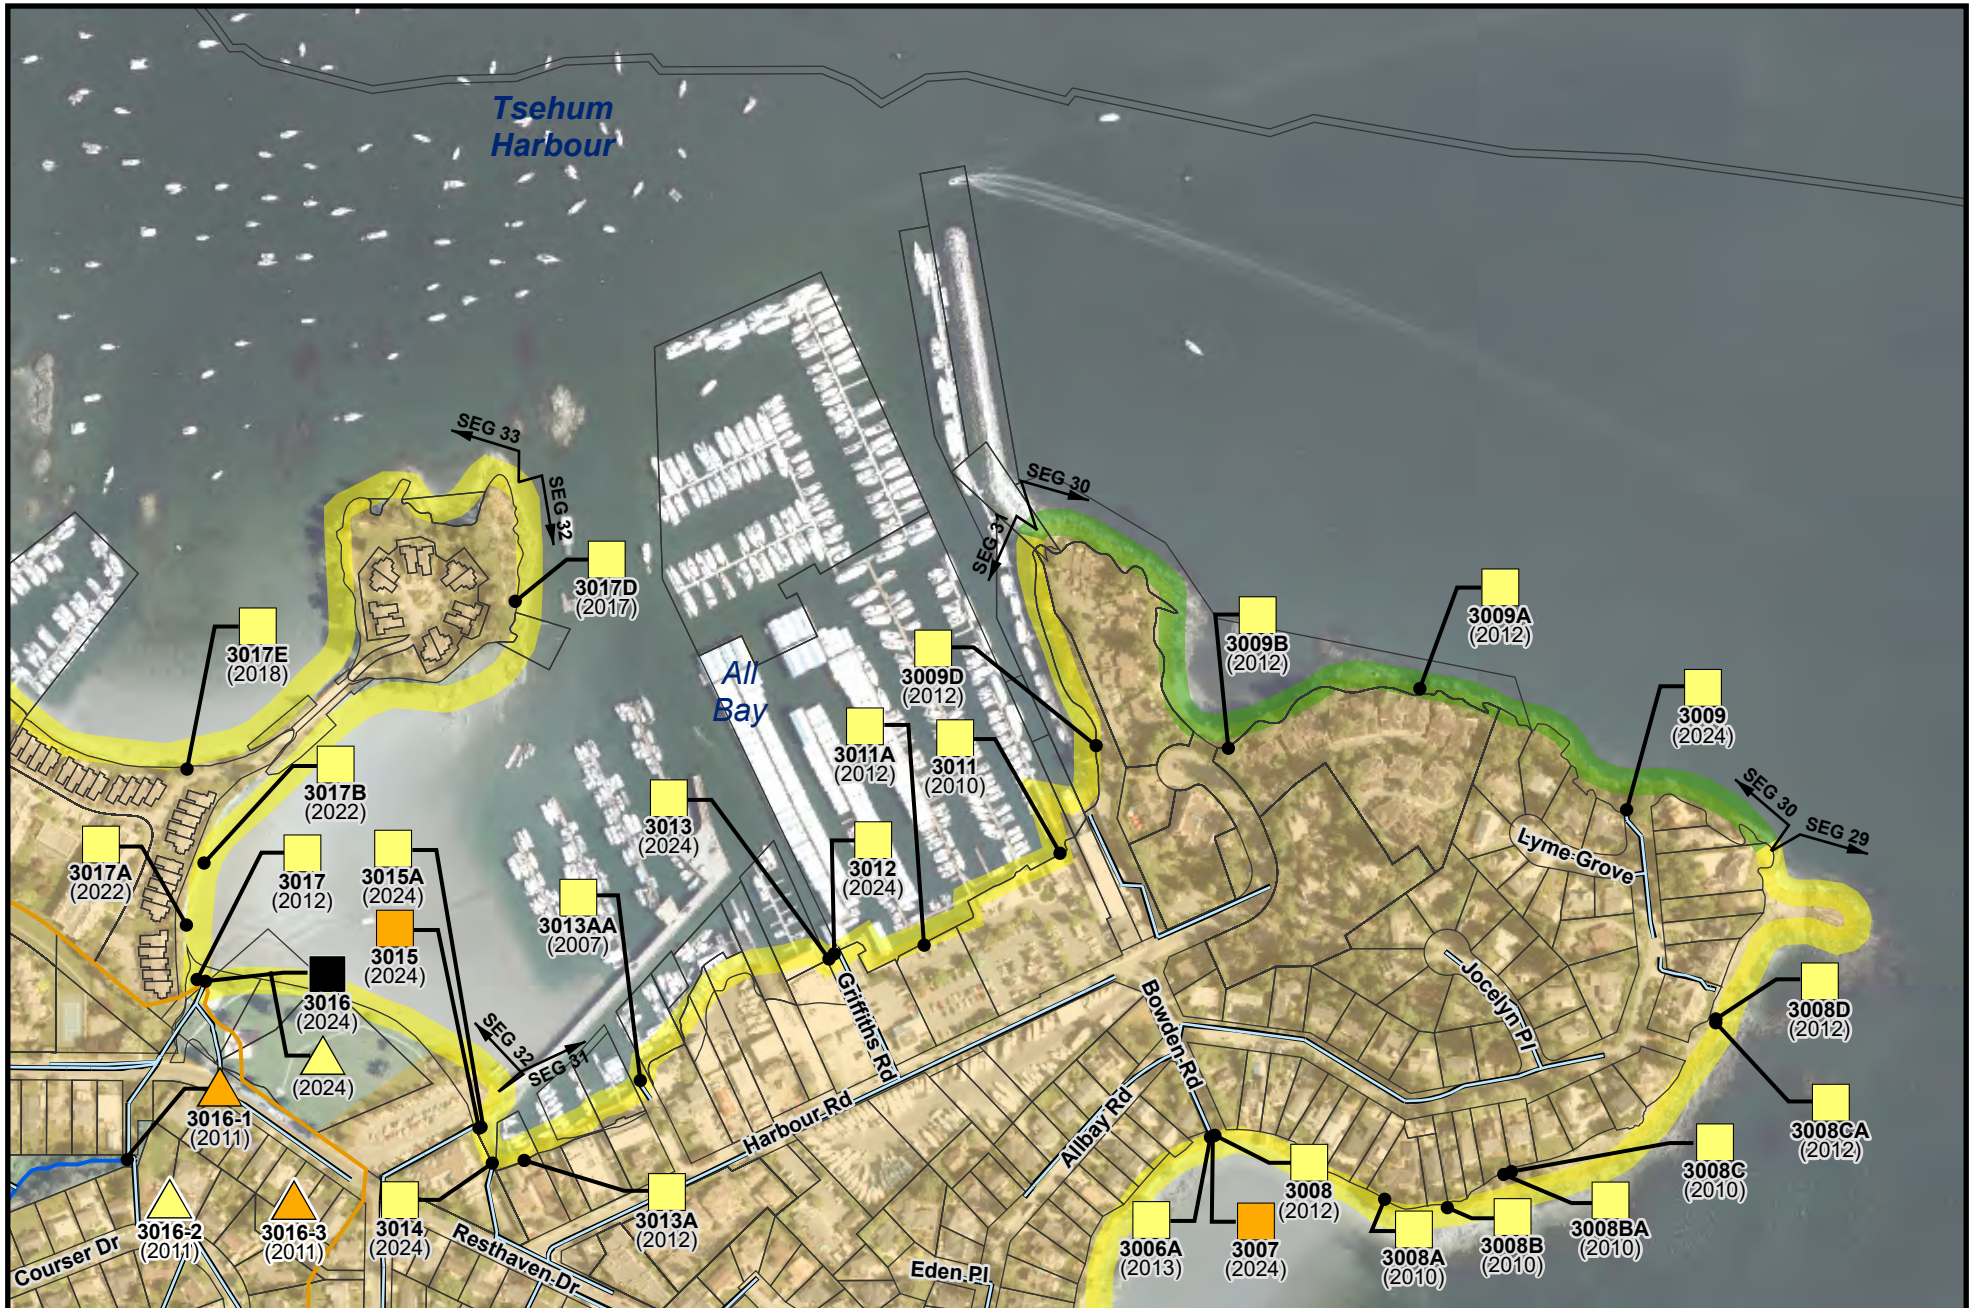 Tsehum
Harbour
SEG 33
SEG 32
SEG 30
SEG 31
3017D
(2017)
3017E
(2018)
3009A
(2012)
3009B
(2012)
3009D
(2012)
3009
(2024)
All
Bay
3011A
(2012)
3011
(2010)
3017B
(2022)
3013
(2024)
3012
(2024)
SEG 30
SEG 29
Lyme Grove
3017A
(2022)
3017
(2012)
3015A
(2024)
3013AA
(2007)
3015
(2024)
3016
(2024)
(2024)
Griffiths Rd
Bowden Rd
Jocelyn Pl
3008D
(2012)
SEG 32
SEG 31
3016-1
(2011)
Harbour Rd
Allbay Rd
3008CA
(2012)
3008C
(2010)
3016-2
(2011)
3016-3
(2011)
3014
(2024)
3013A
(2012)
3008
(2012)
3006A
(2013)
3007
(2024)
3008A
(2010)
3008B
(2010)
3008BA
(2010)
Courser Dr
Resthaven Dr
Eden Pl